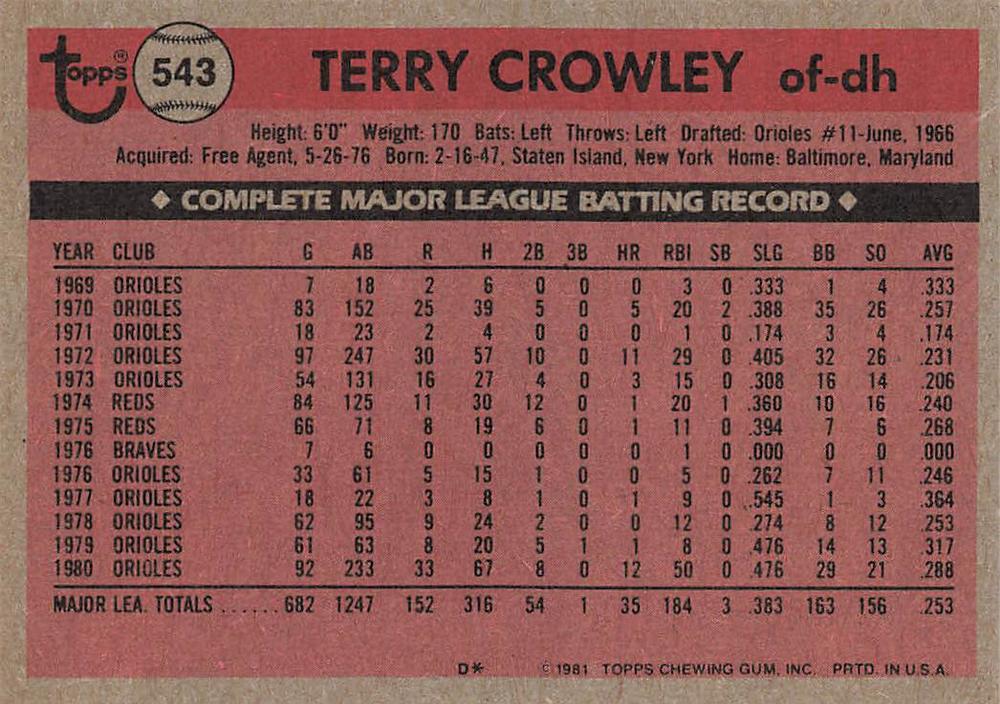 Topps® 543 TERRY CROWLEY of-dh
Height: 6'0" Weight: 170 Bats: Left Throws: Left Drafted: Orioles #11-June, 1966
Acquired: Free Agent, 5-26-76 Born: 2-16-47, Staten Island, New York Home: Baltimore, Maryland
◆ COMPLETE MAJOR LEAGUE BATTING RECORD ◆
YEAR CLUB G AB R H 2B 3B HR RBI SB SLG BB SO AVG
1969 ORIOLES 7 18 2 6 0 0 0 3 0 .333 1 4 .333
1970 ORIOLES 83 152 25 39 5 0 5 20 2 .388 35 26 .257
1971 ORIOLES 18 23 2 4 0 0 0 1 0 .174 3 4 .174
1972 ORIOLES 97 247 30 57 10 0 11 29 0 .405 32 26 .231
1973 ORIOLES 54 131 16 27 4 0 3 15 0 .308 16 14 .206
1974 REDS 84 125 11 30 12 0 1 20 1 .360 10 16 .240
1975 REDS 66 71 8 19 6 0 1 11 0 .394 7 6 .268
1976 BRAVES 7 6 0 0 0 0 0 1 0 .000 0 0 .000
1976 ORIOLES 33 61 5 15 1 0 0 5 0 .262 7 11 .246
1977 ORIOLES 18 22 3 8 1 0 1 9 0 .545 1 3 .364
1978 ORIOLES 62 95 9 24 2 0 0 12 0 .274 8 12 .253
1979 ORIOLES 61 63 8 20 5 1 1 8 0 .476 14 13 .317
1980 ORIOLES 92 233 33 67 8 0 12 50 0 .476 29 21 .288
MAJOR LEA. TOTALS ...... 682 1247 152 316 54 1 35 184 3 .383 163 156 .253
D* © 1981 TOPPS CHEWING GUM, INC. PRTD. IN U.S.A.